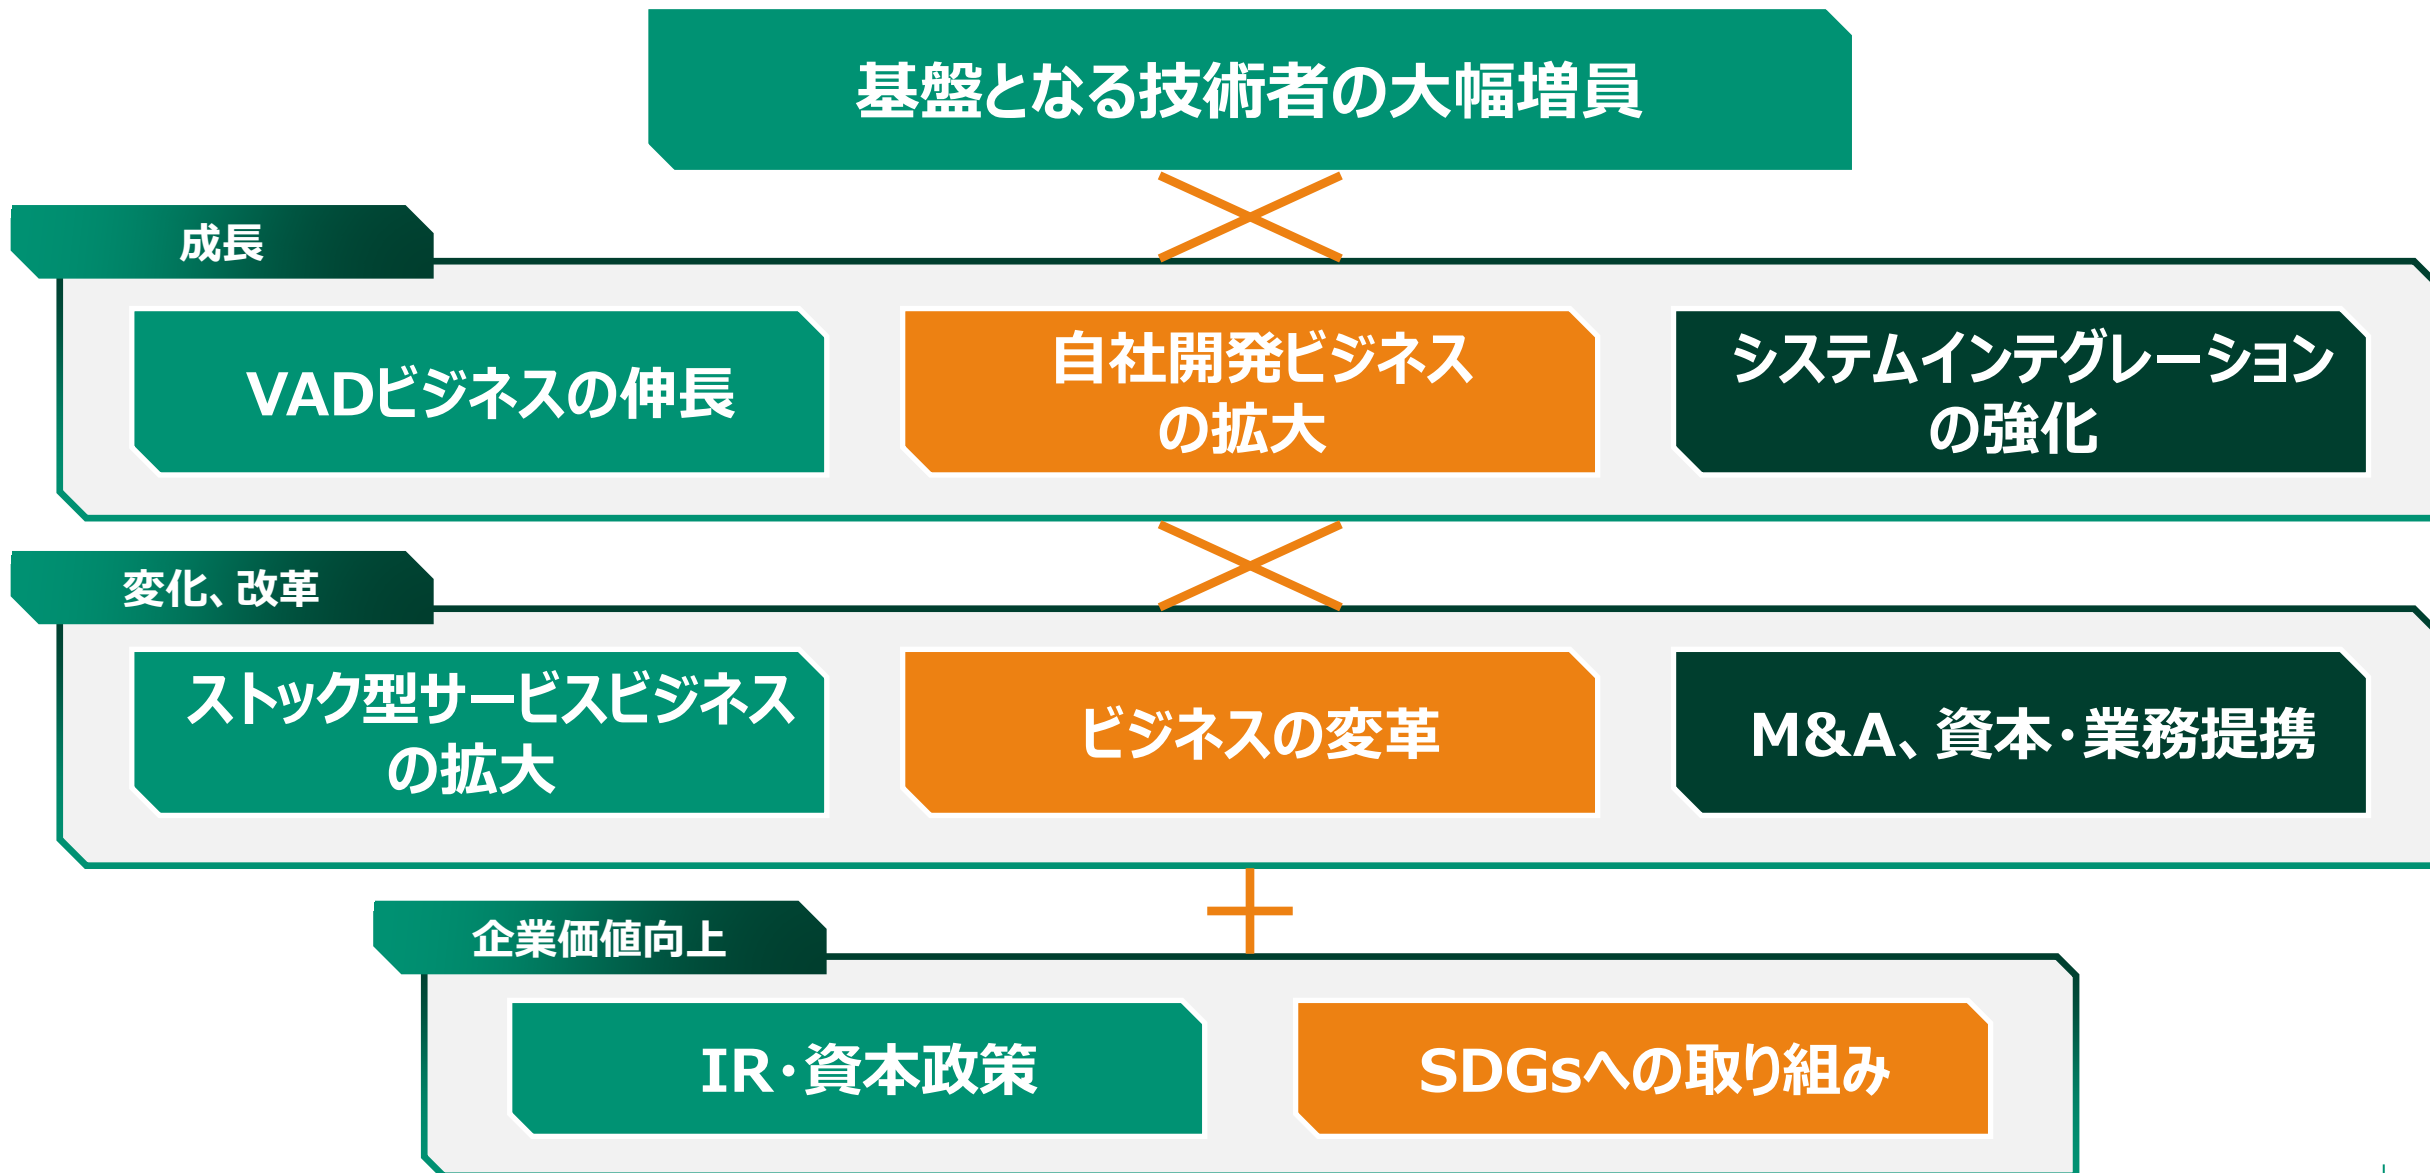 基盤となる技術者の大幅増員
成長
VADビジネスの伸長
自社開発ビジネス
の拡大
システムインテグレーション
の強化
変化、改革
ストック型サービスビジネス
の拡大
ビジネスの変革
M&A、資本・業務提携
企業価値向上
IR・資本政策
SDGsへの取り組み